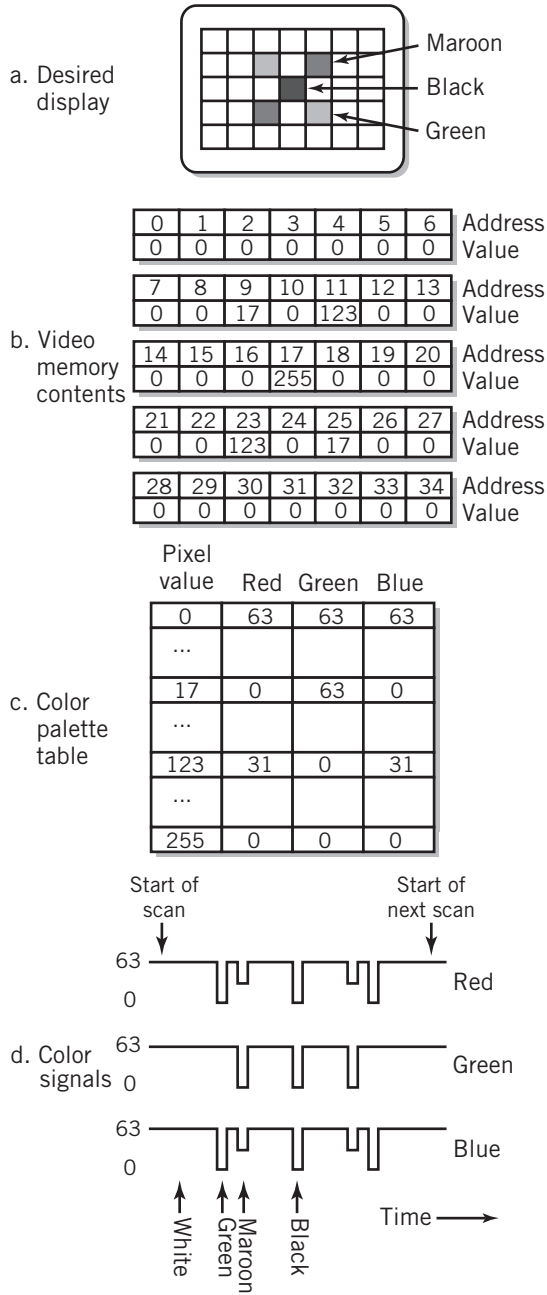 a. Desired
display
Maroon
Black
Green
0 1 2 3 4 5 6 Address
0 0 0 0 0 0 0 Value
7 8 9 10 11 12 13 Address
0 0 17 0 123 0 0 Value
b. Video
memory
contents
14 15 16 17 18 19 20 Address
0 0 0 255 0 0 0 Value
21 22 23 24 25 26 27 Address
0 0 123 0 17 0 0 Value
28 29 30 31 32 33 34 Address
0 0 0 0 0 0 0 Value
c. Color
palette
table
Pixel
value Red Green Blue
0 63 63 63
...
17 0 63 0
...
123 31 0 31
...
255 0 0 0
Start of
scan
Start of
next scan
d. Color
signals
63
0
Red
63
0
Green
63
0
Blue
White
Green
Maroon
Black
Time